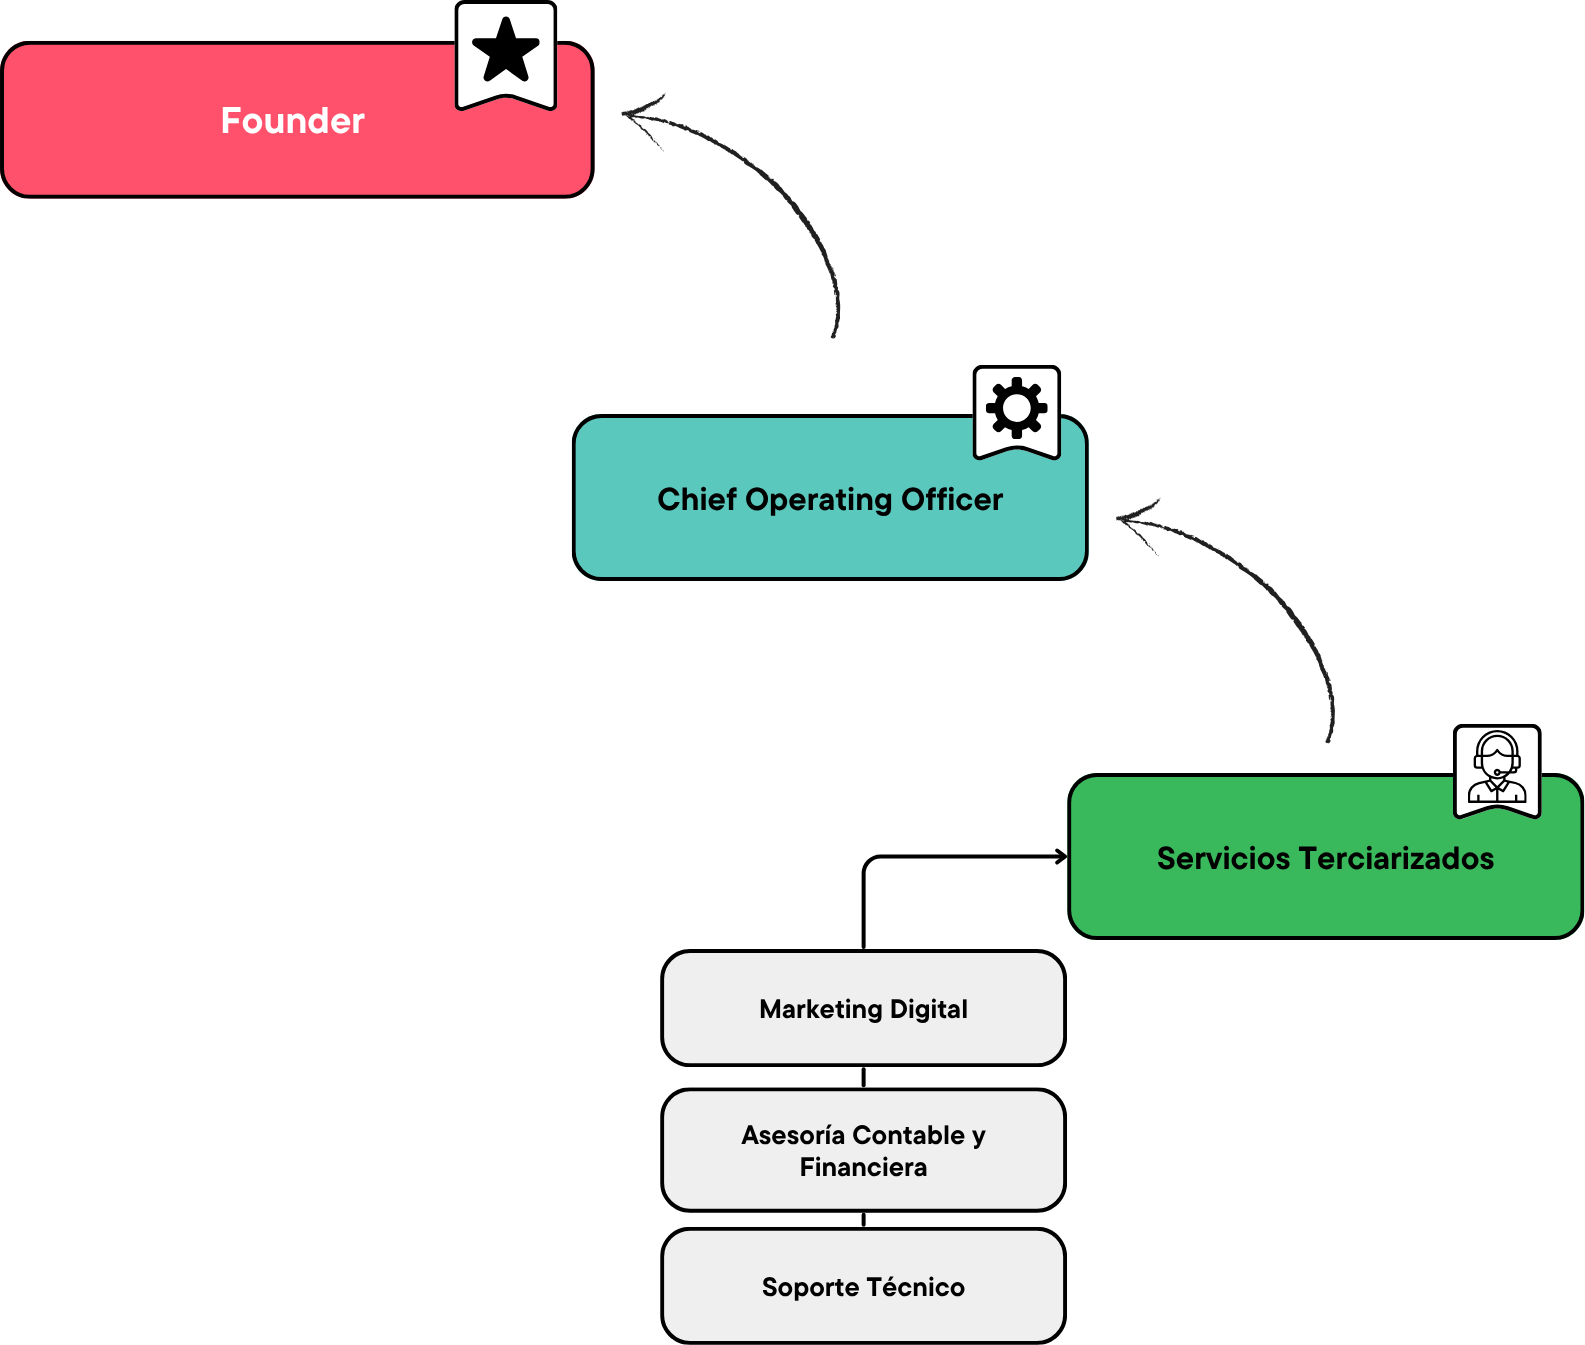 Founder
Chief Operating Officer
Servicios Terciarizados
Marketing Digital
Asesoría Contable y
Financiera
Soporte Técnico